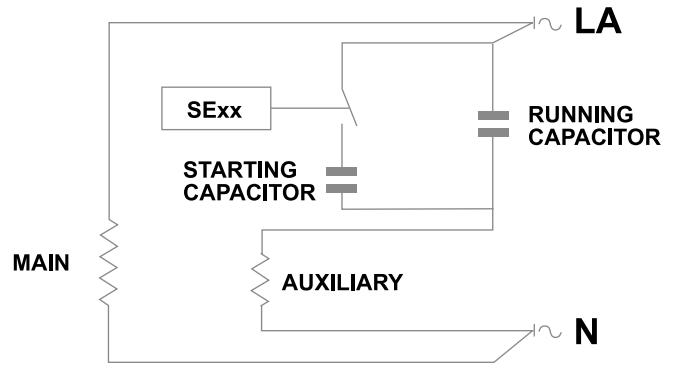 LA
SExx
RUNNING
CAPACITOR
STARTING
CAPACITOR
MAIN
AUXILIARY
N